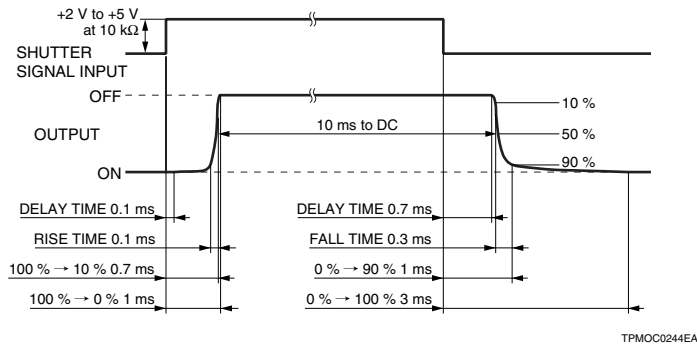 +2 V to +5 V
at 10 kΩ
SHUTTER
SIGNAL INPUT
OFF
10 %
10 ms to DC
50 %
OUTPUT
90 %
ON
DELAY TIME 0.1 ms
DELAY TIME 0.7 ms
RISE TIME 0.1 ms
FALL TIME 0.3 ms
100 % → 10 % 0.7 ms
0 % → 90 % 1 ms
100 % → 0 % 1 ms
0 % → 100 % 3 ms
TPMOC0244EA